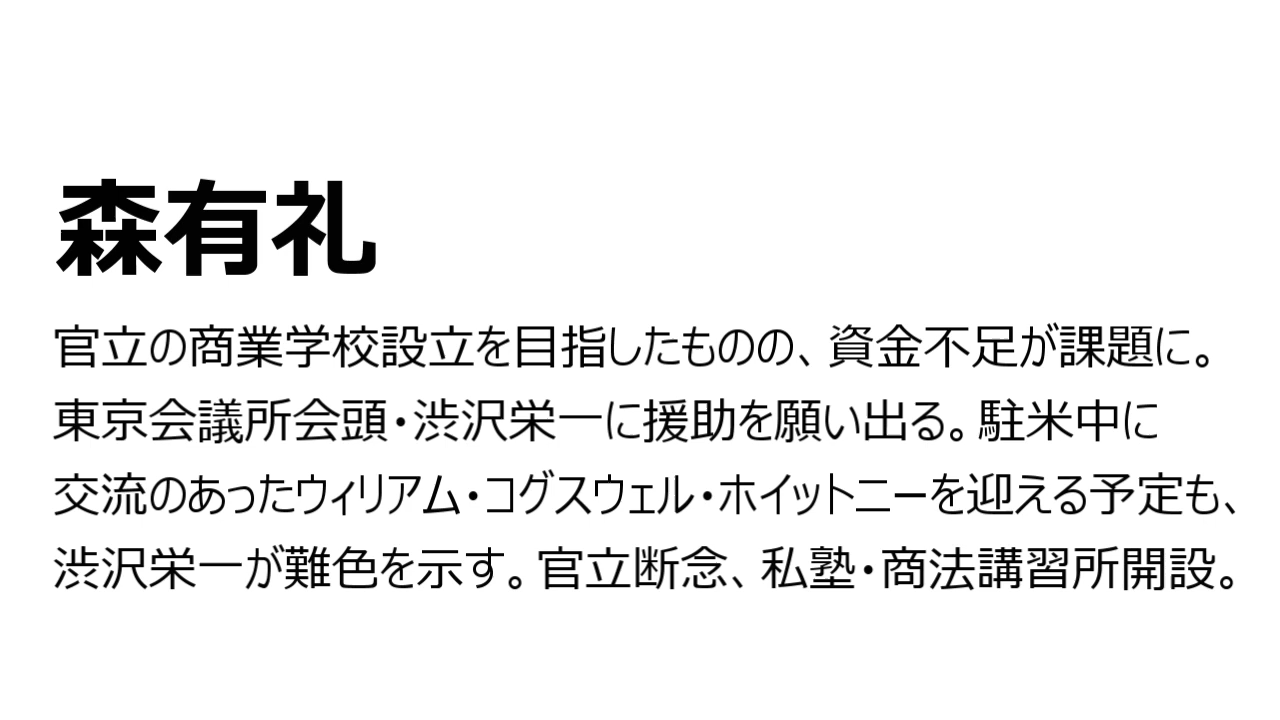 森有礼
官立の商業学校設立を目指したものの、資金不足が課題に。
東京会議所会頭・渋沢栄一に援助を願い出る。駐米中に
交流のあったウィリアム・コグスウェル・ホイットニーを迎える予定も、
渋沢栄一が難色を示す。官立断念、私塾・商法講習所開設。